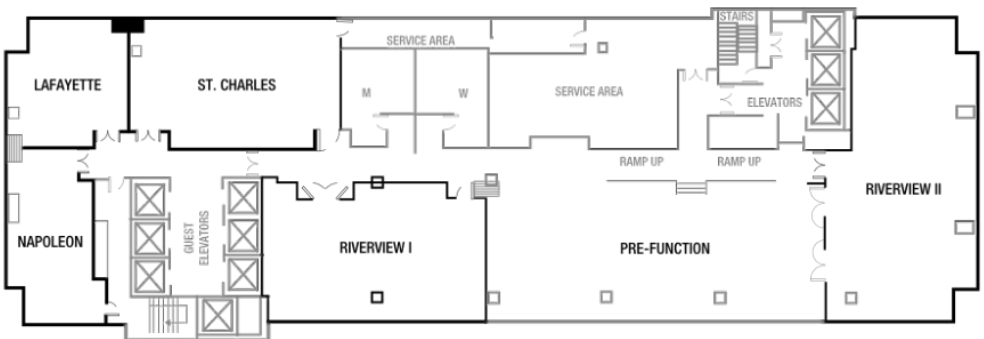 STAIRS
SERVICE AREA
LAFAYETTE
ST. CHARLES
M
W
SERVICE AREA
ELEVATORS
RAMP UP
RAMP UP
RIVERVIEW II
GUEST
ELEVATORS
NAPOLEON
RIVERVIEW I
PRE-FUNCTION